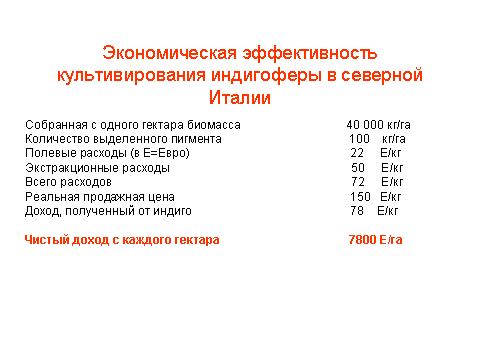 Экономическая эффективность
культивирования индигоферы в северной
Италии
Собранная с одного гектара биомасса 40 000 кг/га
Количество выделенного пигмента 100 кг/га
Полевые расходы (в Е=Евро) 22 Е/кг
Экстракционные расходы 50 Е/кг
Всего расходов 72 Е/кг
Реальная продажная цена 150 Е/кг
Доход, полученный от индиго 78 Е/кг
Чистый доход с каждого гектара 7800 Е/га